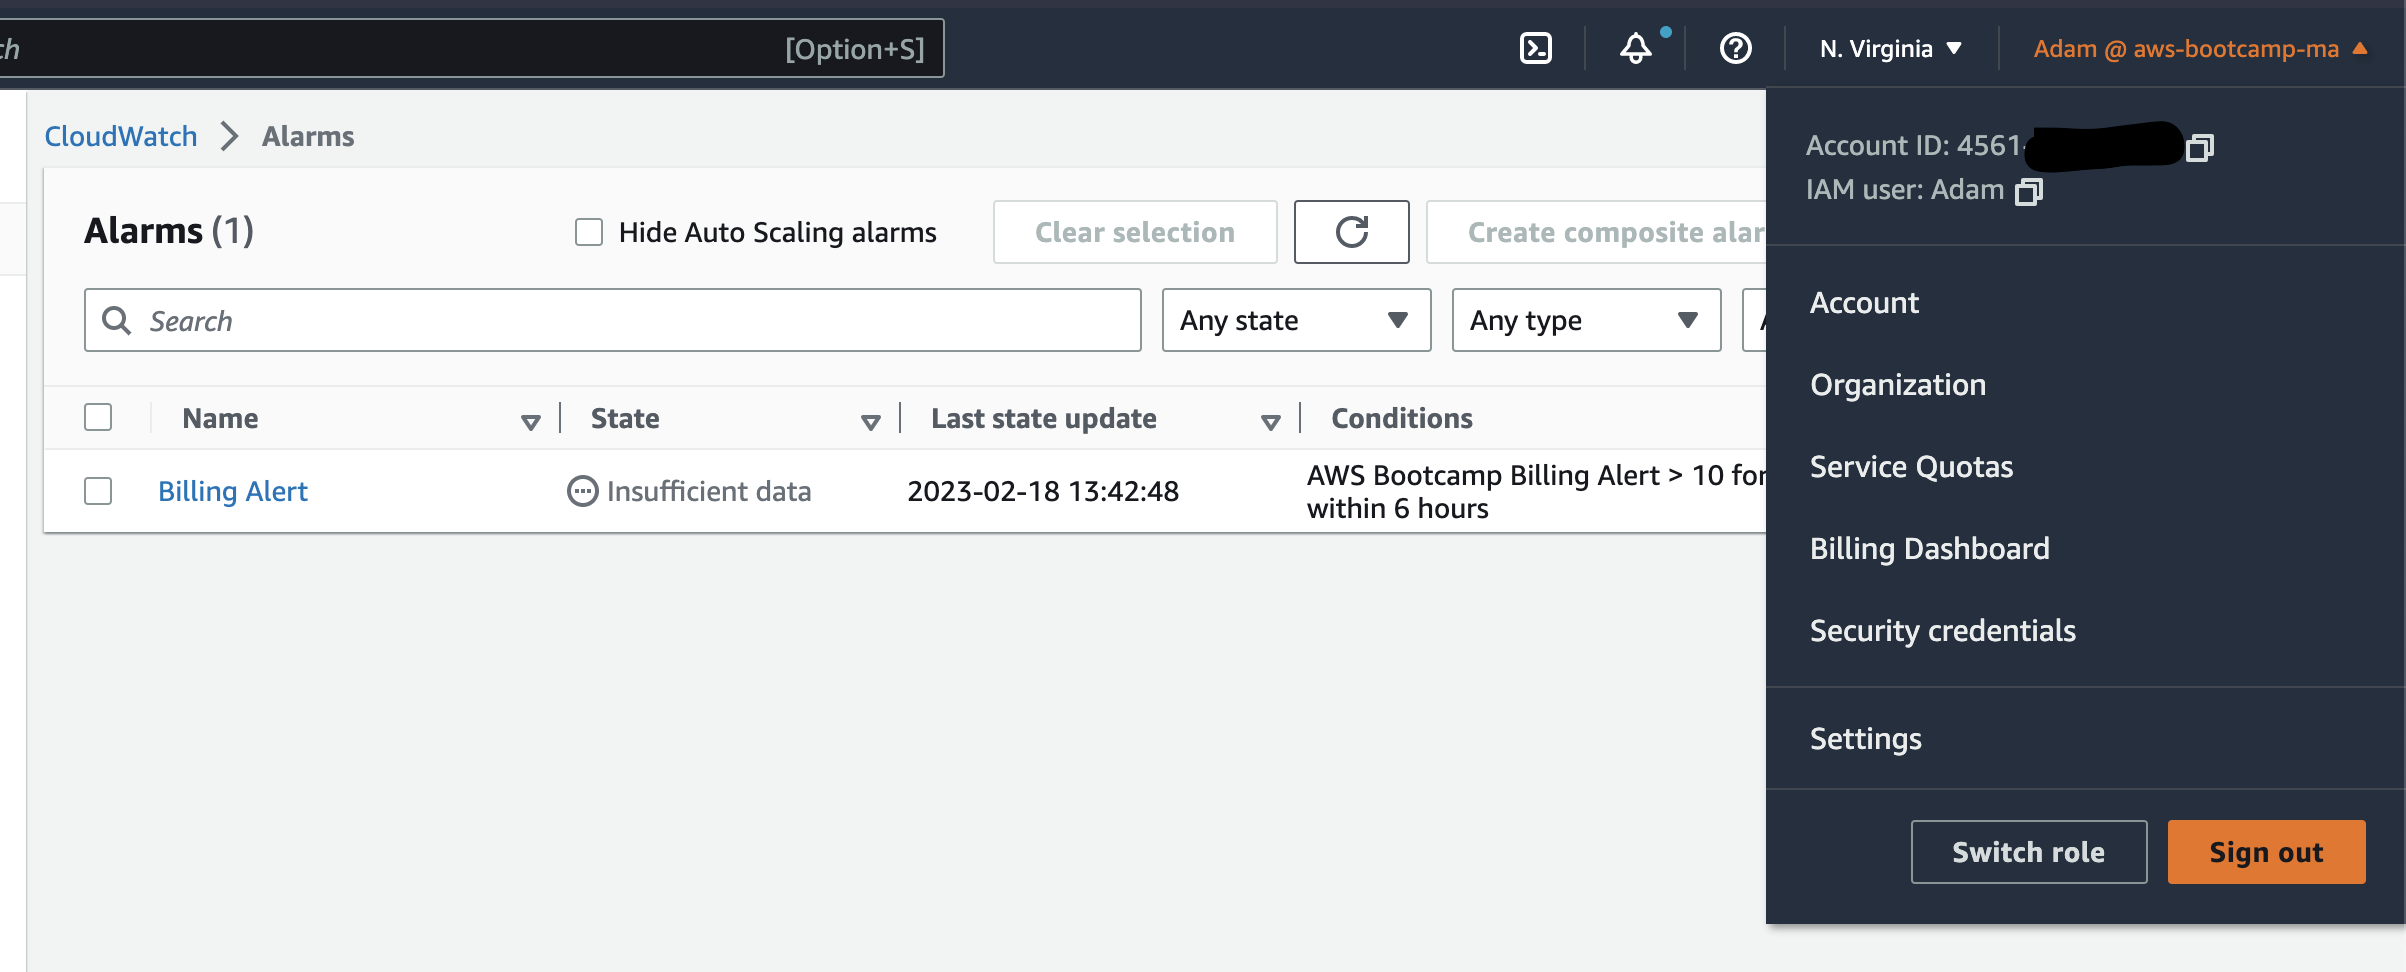 [Option+S]
N. Virginia
Adam @ aws-bootcamp-ma
Account ID: 4561-
IAM user: Adam
CloudWatch
Alarms
Alarms (1)
Hide Auto Scaling alarms
Clear selection
Create composite alar
Search
Any state
Any type
Name
State
Last state update
Conditions
Billing Alert
Insufficient data
2023-02-18 13:42:48
AWS Bootcamp Billing Alert > 10 for
within 6 hours
Account
Organization
Service Quotas
Billing Dashboard
Security credentials
Settings
Switch role
Sign out